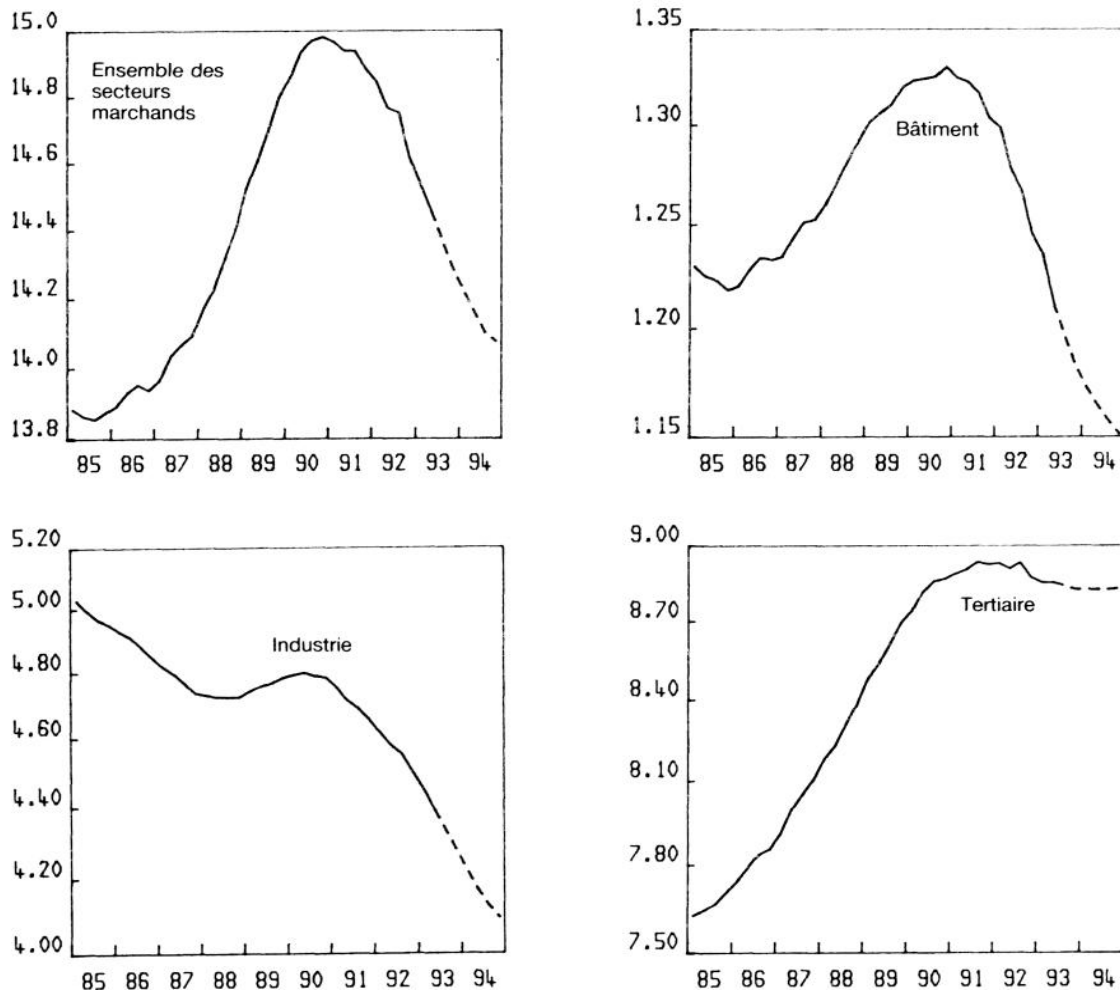 15.0
Ensemble des
secteurs
marchands
14.8
14.6
14.4
14.2
14.0
13.8
85 86 87 88 89 90 91 92 93 94
1.35
1.30
Bâtiment
1.25
1.20
1.15
85 86 87 88 89 90 91 92 93 94
5.20
5.00
Industrie
4.80
4.60
4.40
4.20
4.00
85 86 87 88 89 90 91 92 93 94
9.00
Tertiaire
8.70
8.40
8.10
7.80
7.50
85 86 87 88 89 90 91 92 93 94